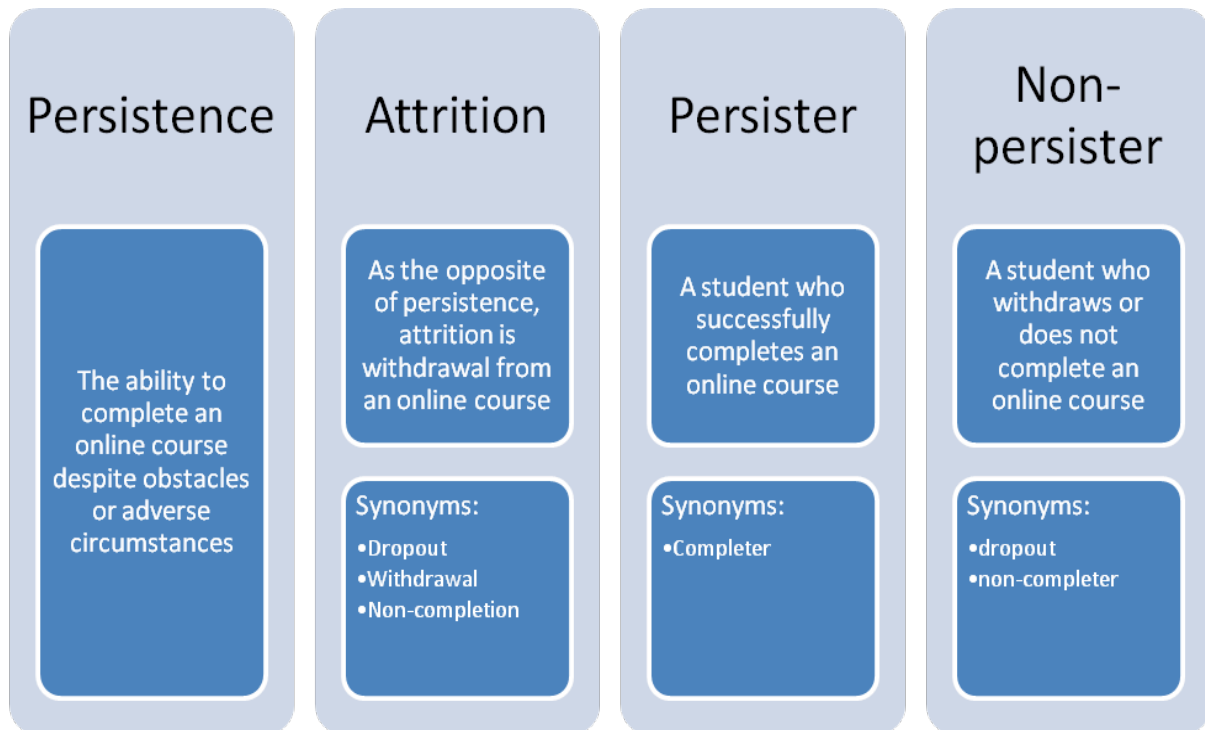 Persistence
The ability to
complete an
online course
despite obstacles
or adverse
circumstances
Attrition
As the opposite
of persistence,
attrition is
withdrawal from
an online course
Synonyms:
•Dropout
•Withdrawal
•Non-completion
Persister
A student who
successfully
completes an
online course
Synonyms:
•Completer
Non-
persister
A student who
withdraws or
does not
complete an
online course
Synonyms:
•dropout
•non-completer